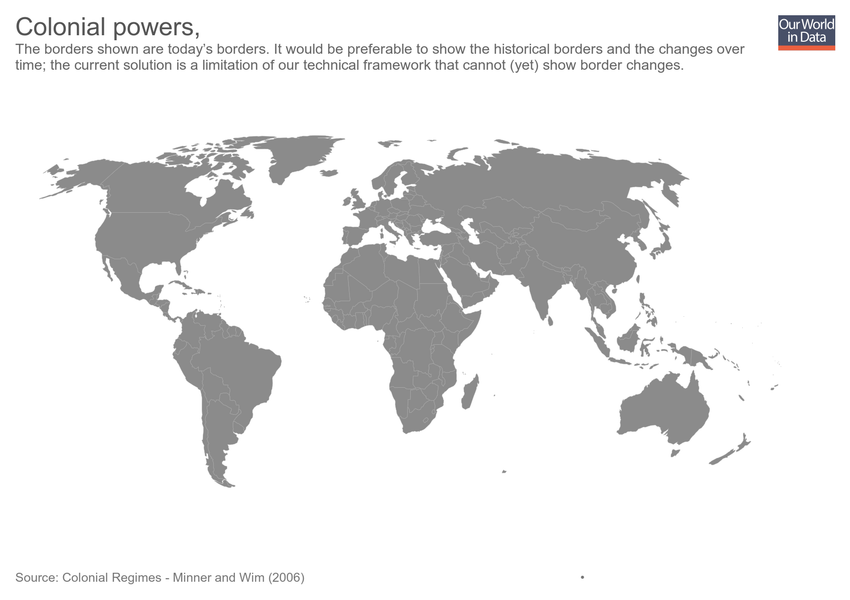 Colonial powers,
The borders shown are today's borders. It would be preferable to show the historical borders and the changes over
time; the current solution is a limitation of our technical framework that cannot (yet) show border changes.
Our World
in Data
Source: Colonial Regimes - Minner and Wim (2006)
•